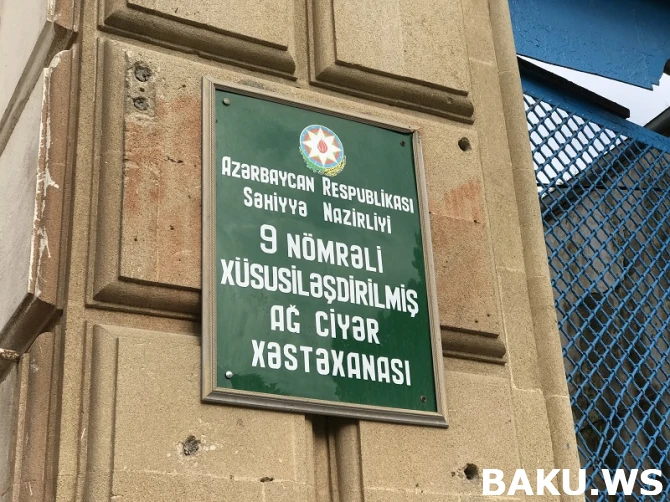 Azərbaycan Respublikası
Səhiyyə Nazirliyi
9 NÖMRƏLİ
XÜSUSİLƏŞDİRİLMİŞ
AĞ CİYƏR
XƏSTƏXANASI
BAKU.WS